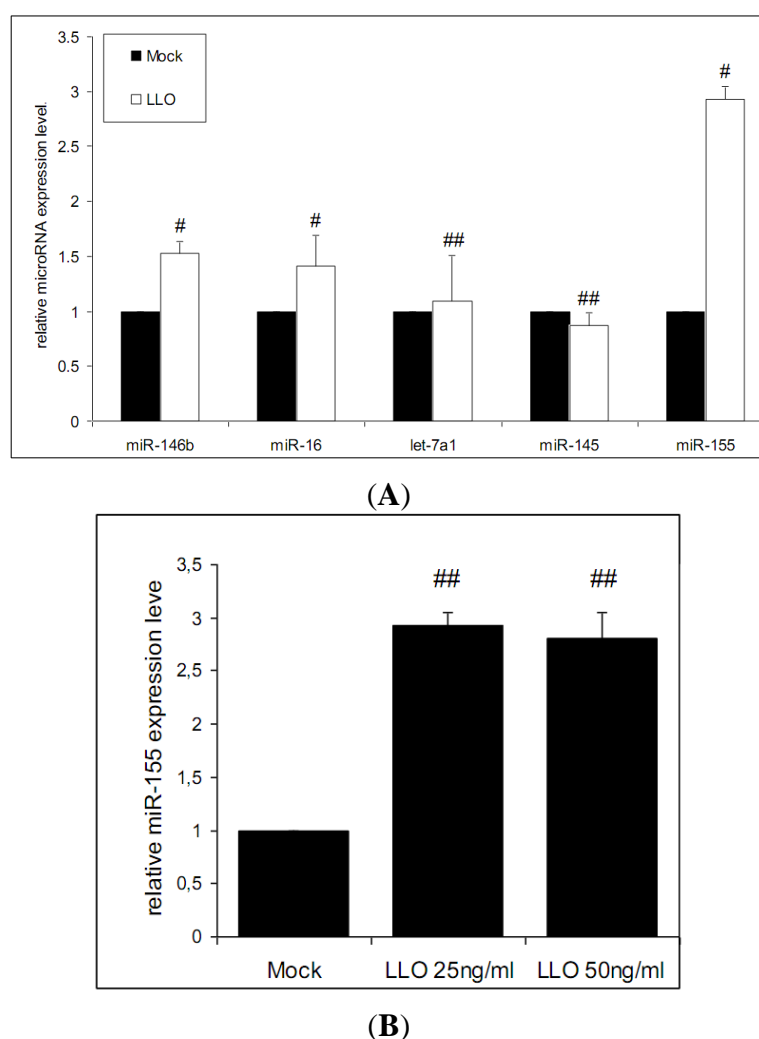 3.5
Mock
LLO
3
2.5
2
1.5
1
0.5
0
relative microRNA expression level.
# # ## ## #
miR-146b miR-16 let-7a1 miR-145 miR-155
(A)
3,5
3
2,5
2
1,5
1
0,5
0
relative miR-155 expression leve
## ##
Mock LLO 25ng/ml LLO 50ng/ml
(B)